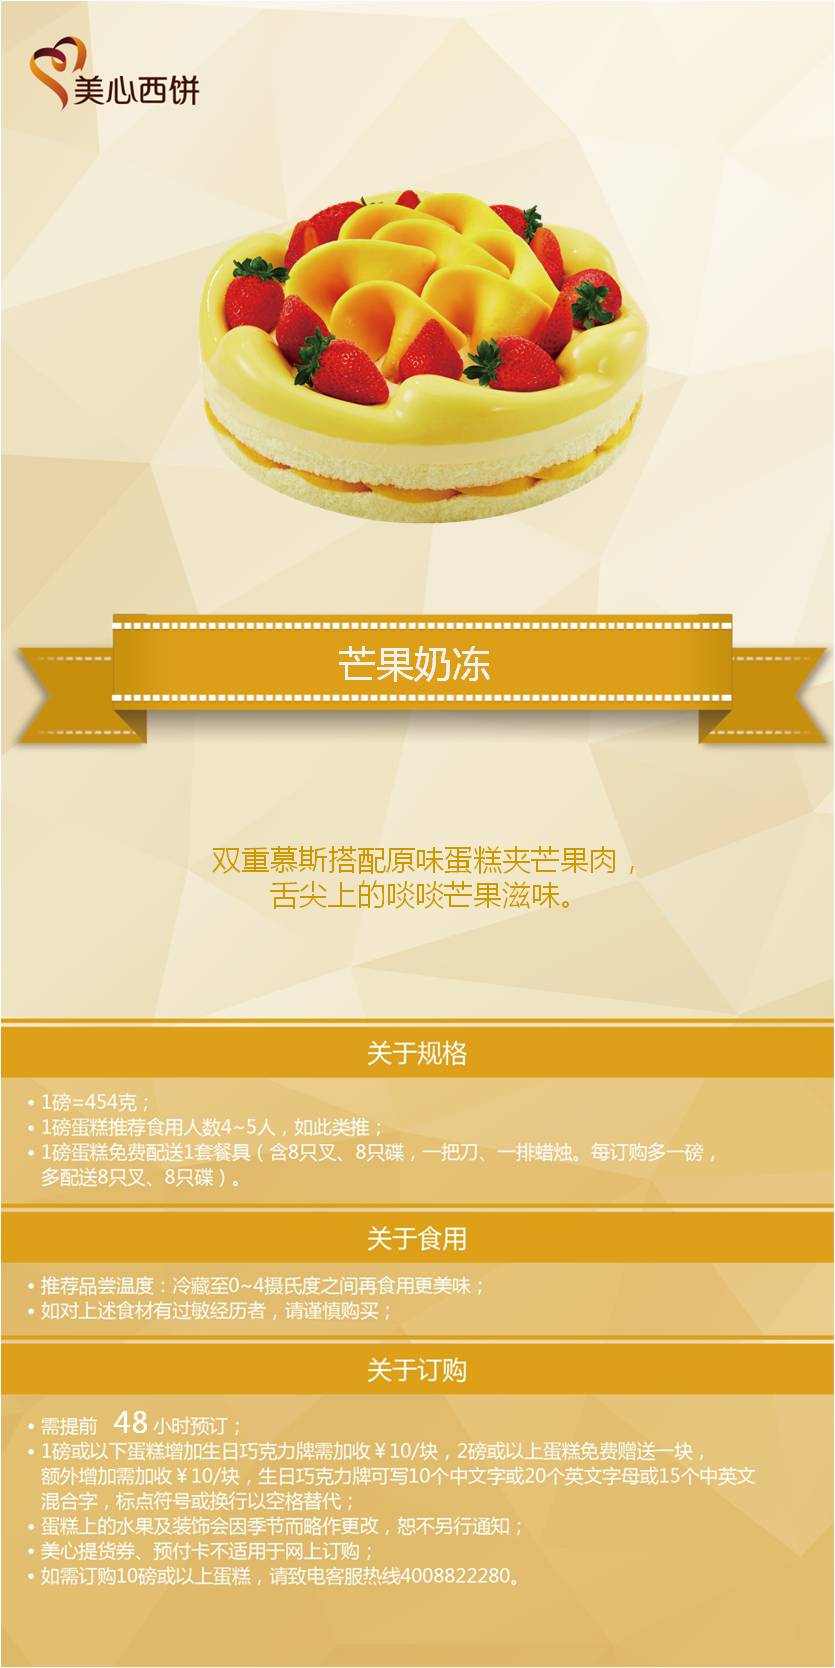 美心西饼
芒果奶冻
双重慕斯搭配原味蛋糕夹芒果肉，
舌尖上的啖啖芒果滋味。
关于规格
• 1磅=454克；
• 1磅蛋糕推荐食用人数4~5人，如此类推；
• 1磅蛋糕免费配送1套餐具（含8只叉、8只碟，一把刀、一排蜡烛。每订购多一磅，
多配送8只叉、8只碟）。
关于食用
• 推荐品尝温度：冷藏至0~4摄氏度之间再食用更美味；
• 如对上述食材有过敏经历者，请谨慎购买；
关于订购
• 需提前 48 小时预订；
• 1磅或以下蛋糕增加生日巧克力牌需加收￥10/块，2磅或以上蛋糕免费赠送一块，
额外增加需加收￥10/块，生日巧克力牌可写10个中文字或20个英文字母或15个中英文
混合字，标点符号或换行以空格替代；
• 蛋糕上的水果及装饰会因季节而略作更改，恕不另行通知；
• 美心提货券、预付卡不适用于网上订购；
• 如需订购10磅或以上蛋糕，请致电客服热线4008822280。